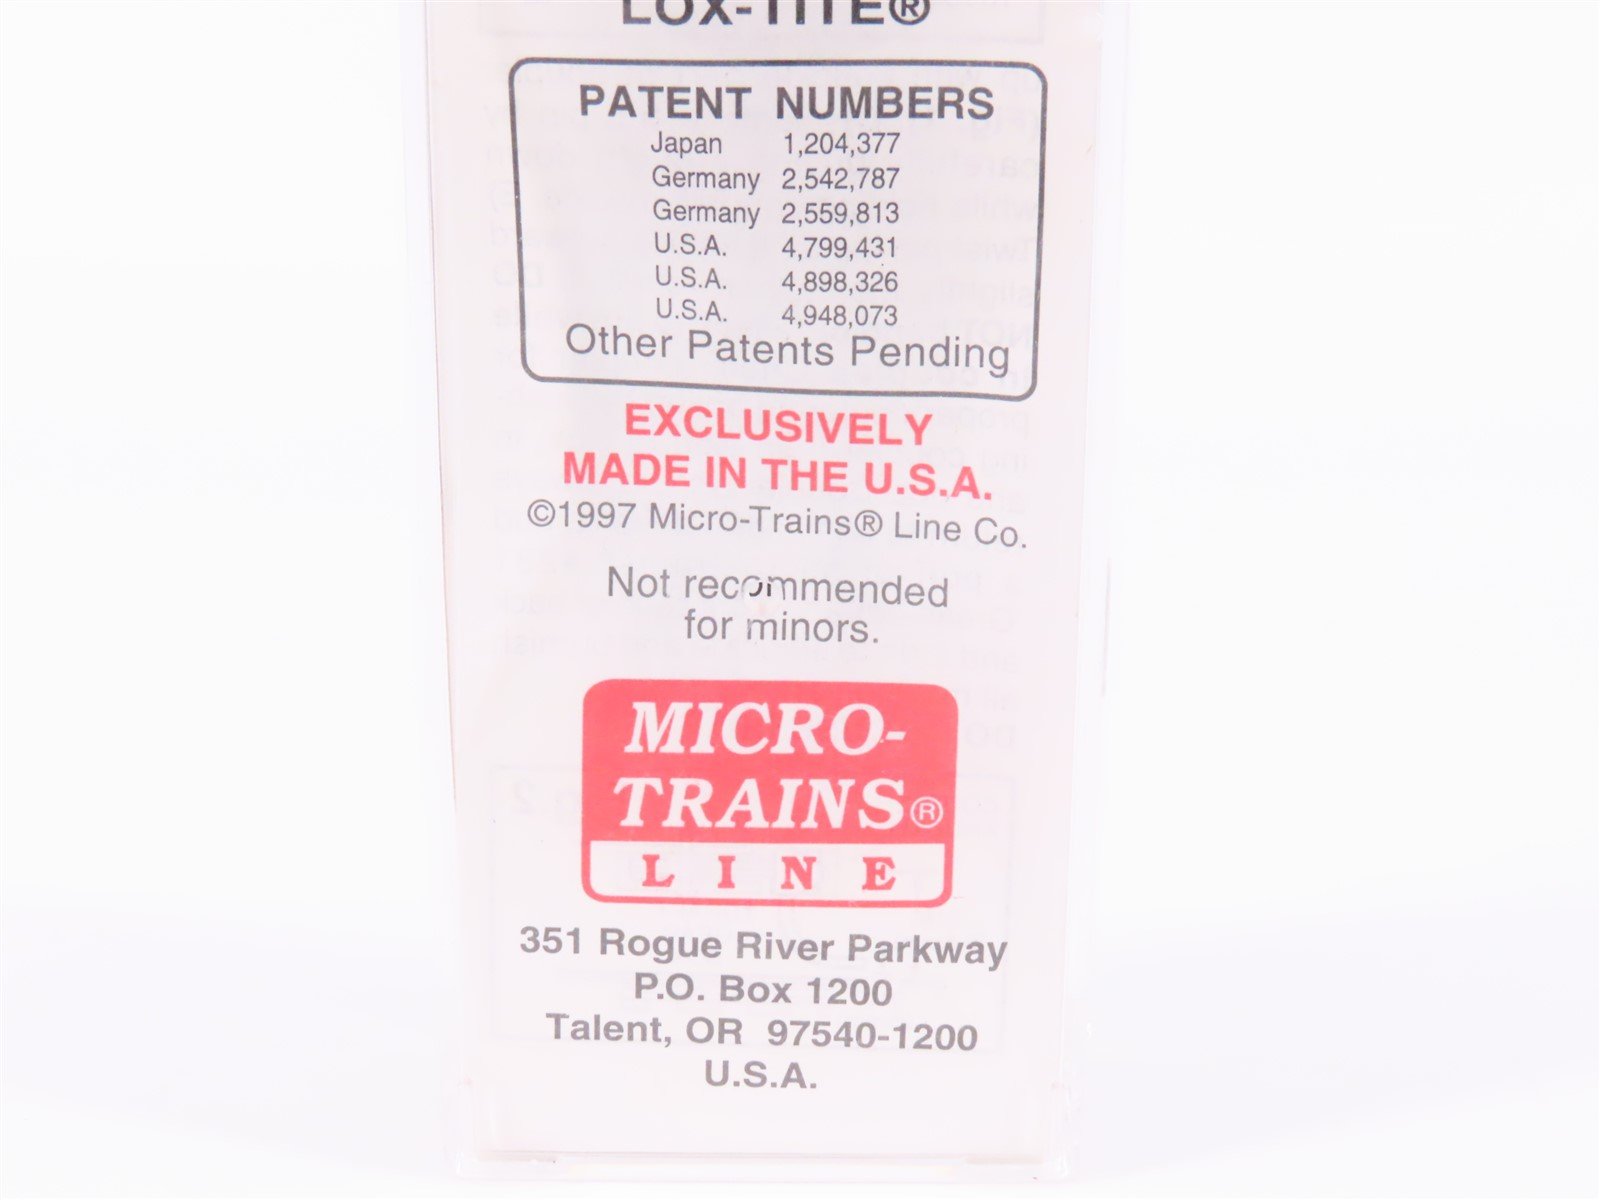 LOX-TITE®
PATENT NUMBERS
Japan 1,204,377
Germany 2,542,787
Germany 2,559,813
U.S.A. 4,799,431
U.S.A. 4,898,326
U.S.A. 4,948,073
Other Patents Pending
EXCLUSIVELY
MADE IN THE U.S.A.
©1997 Micro-Trains® Line Co.
Not recommended
for minors.
MICRO-
TRAINS®
LINE
351 Rogue River Parkway
P.O. Box 1200
Talent, OR 97540-1200
U.S.A.